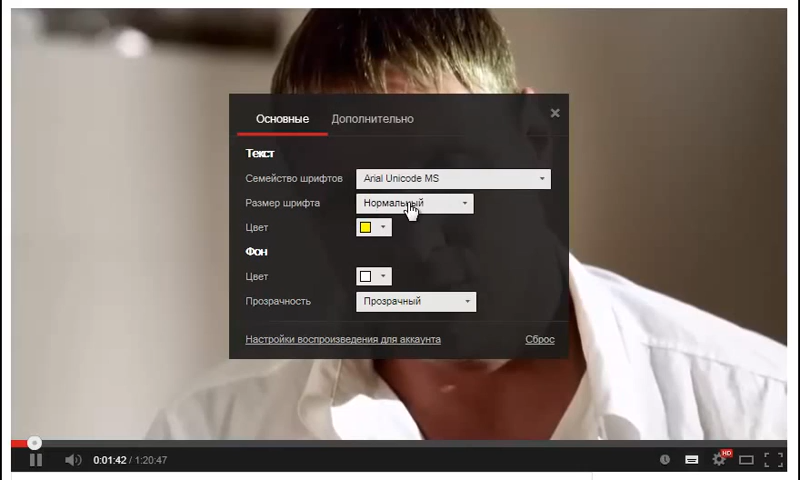 Основные Дополнительно
Текст
Семейство шрифтов Arial Unicode MS
Размер шрифта Нормальный
Цвет
Фон
Цвет
Прозрачность Прозрачный
Настройки воспроизведения для аккаунта Сброс
0:01:42 / 1:20:47 HD